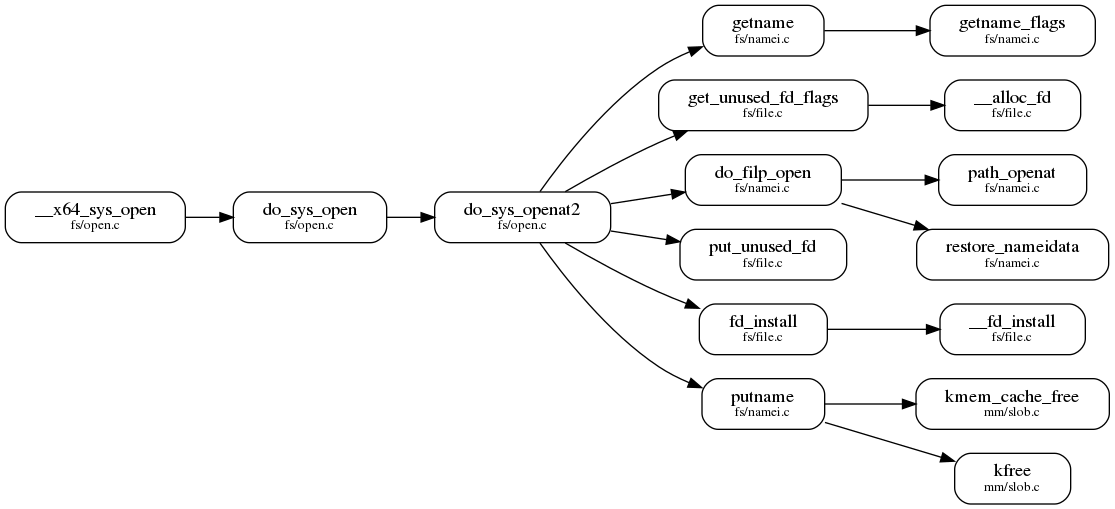 __x64_sys_open
fs/open.c
do_sys_open
fs/open.c
do_sys_openat2
fs/open.c
getname
fs/namei.c
getname_flags
fs/namei.c
get_unused_fd_flags
fs/file.c
__alloc_fd
fs/file.c
do_filp_open
fs/namei.c
path_openat
fs/namei.c
restore_nameidata
fs/namei.c
put_unused_fd
fs/file.c
fd_install
fs/file.c
__fd_install
fs/file.c
putname
fs/namei.c
kmem_cache_free
mm/slob.c
kfree
mm/slob.c